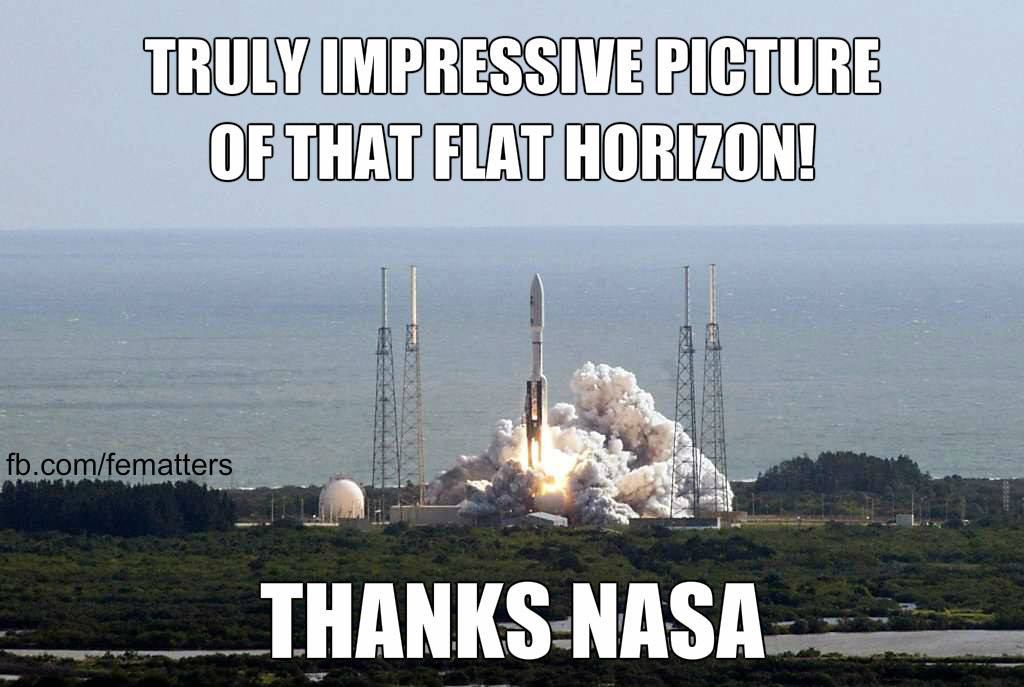 TRULY IMPRESSIVE PICTURE
OF THAT FLAT HORIZON!
fb.com/fematters
THANKS NASA